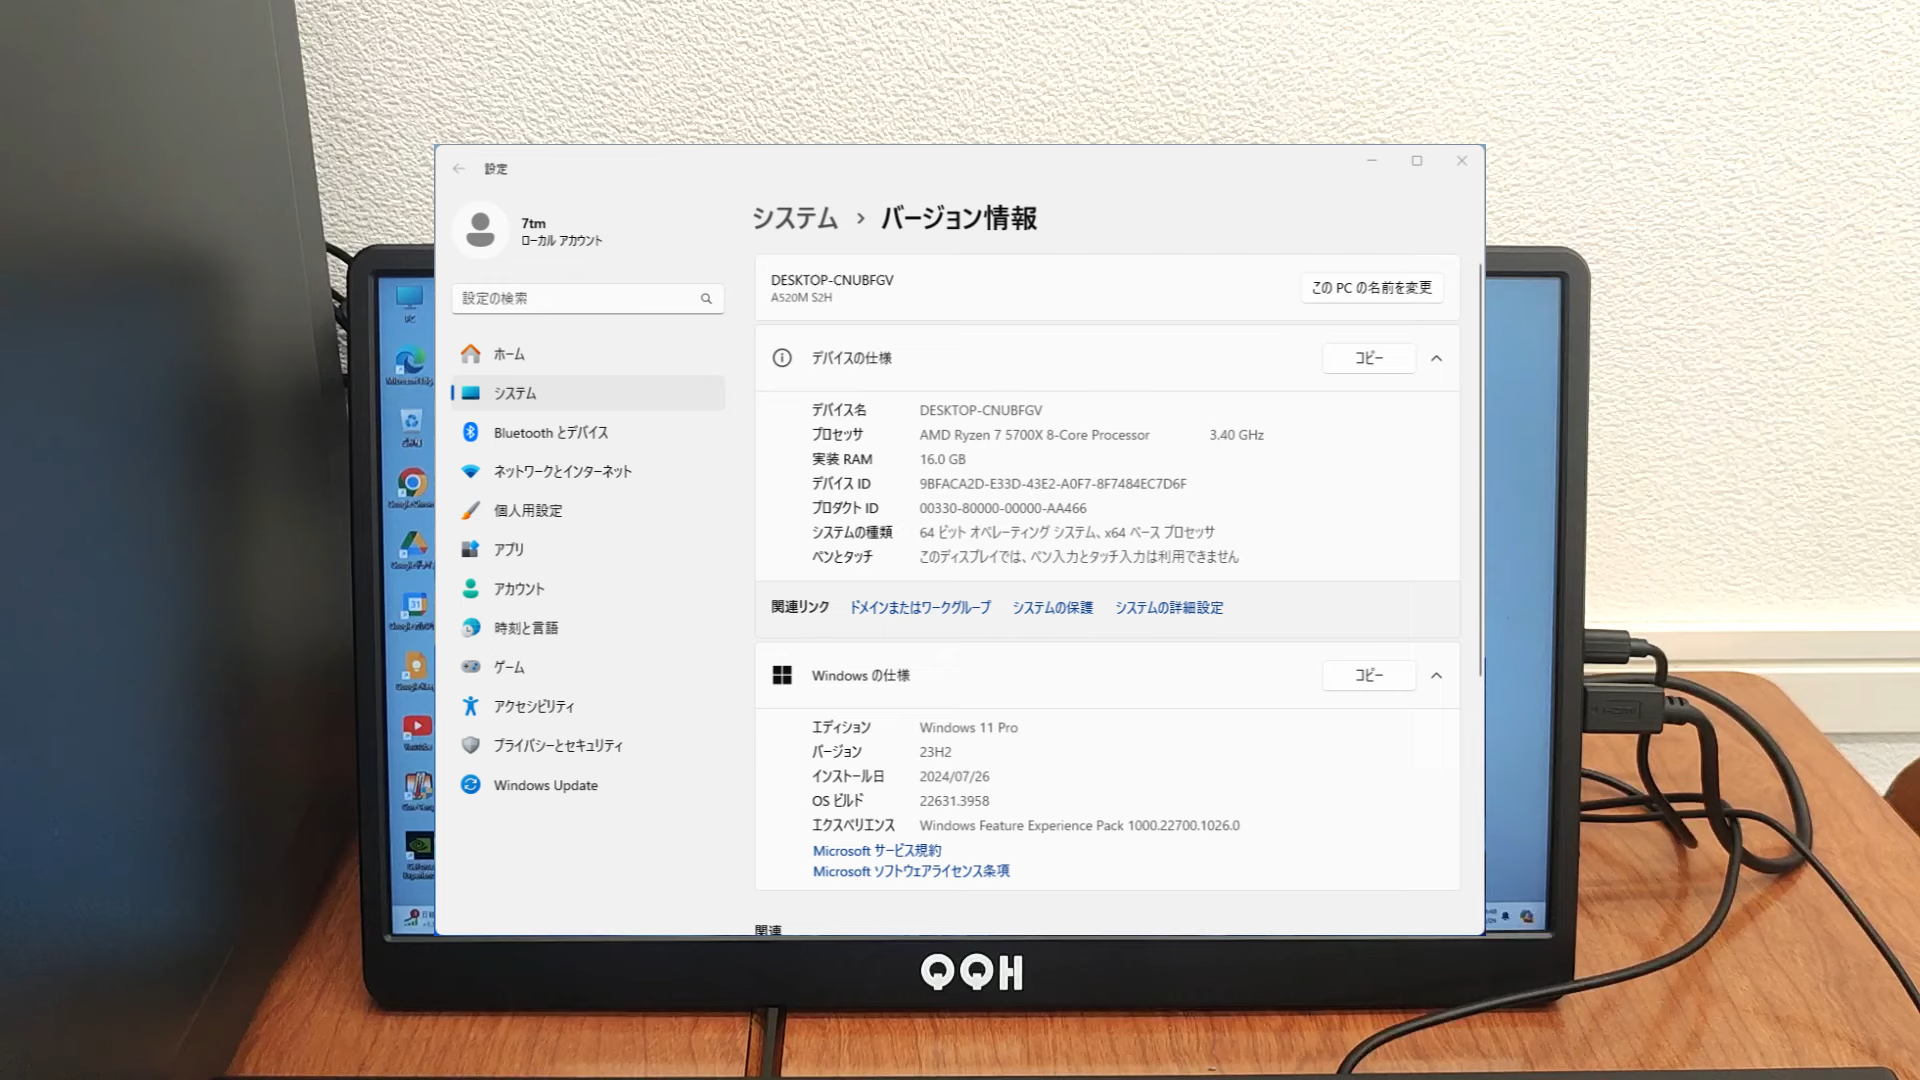 設定
7tm
ローカル アカウント
設定の検索
ホーム
システム
Bluetooth とデバイス
ネットワークとインターネット
個人用設定
アプリ
アカウント
時刻と言語
ゲーム
アクセシビリティ
プライバシーとセキュリティ
Windows Update
システム › バージョン情報
DESKTOP-CNUBFGV
A520M S2H
この PC の名前を変更
デバイスの仕様
コピー
デバイス名 DESKTOP-CNUBFGV
プロセッサ AMD Ryzen 7 5700X 8-Core Processor 3.40 GHz
実装 RAM 16.0 GB
デバイス ID 9BFACA2D-E33D-43E2-A0F7-8F7484EC7D6F
プロダクト ID 00330-80000-00000-AA466
システムの種類 64 ビット オペレーティング システム、x64 ベース プロセッサ
ペンとタッチ このディスプレイでは、ペン入力とタッチ入力は利用できません
関連リンク ドメインまたはワークグループ システムの保護 システムの詳細設定
Windows の仕様
コピー
エディション Windows 11 Pro
バージョン 23H2
インストール日 2024/07/26
OS ビルド 22631.3958
エクスペリエンス Windows Feature Experience Pack 1000.22700.1026.0
Microsoft サービス規約
Microsoft ソフトウェアライセンス条項
関連
QQH
HDMI